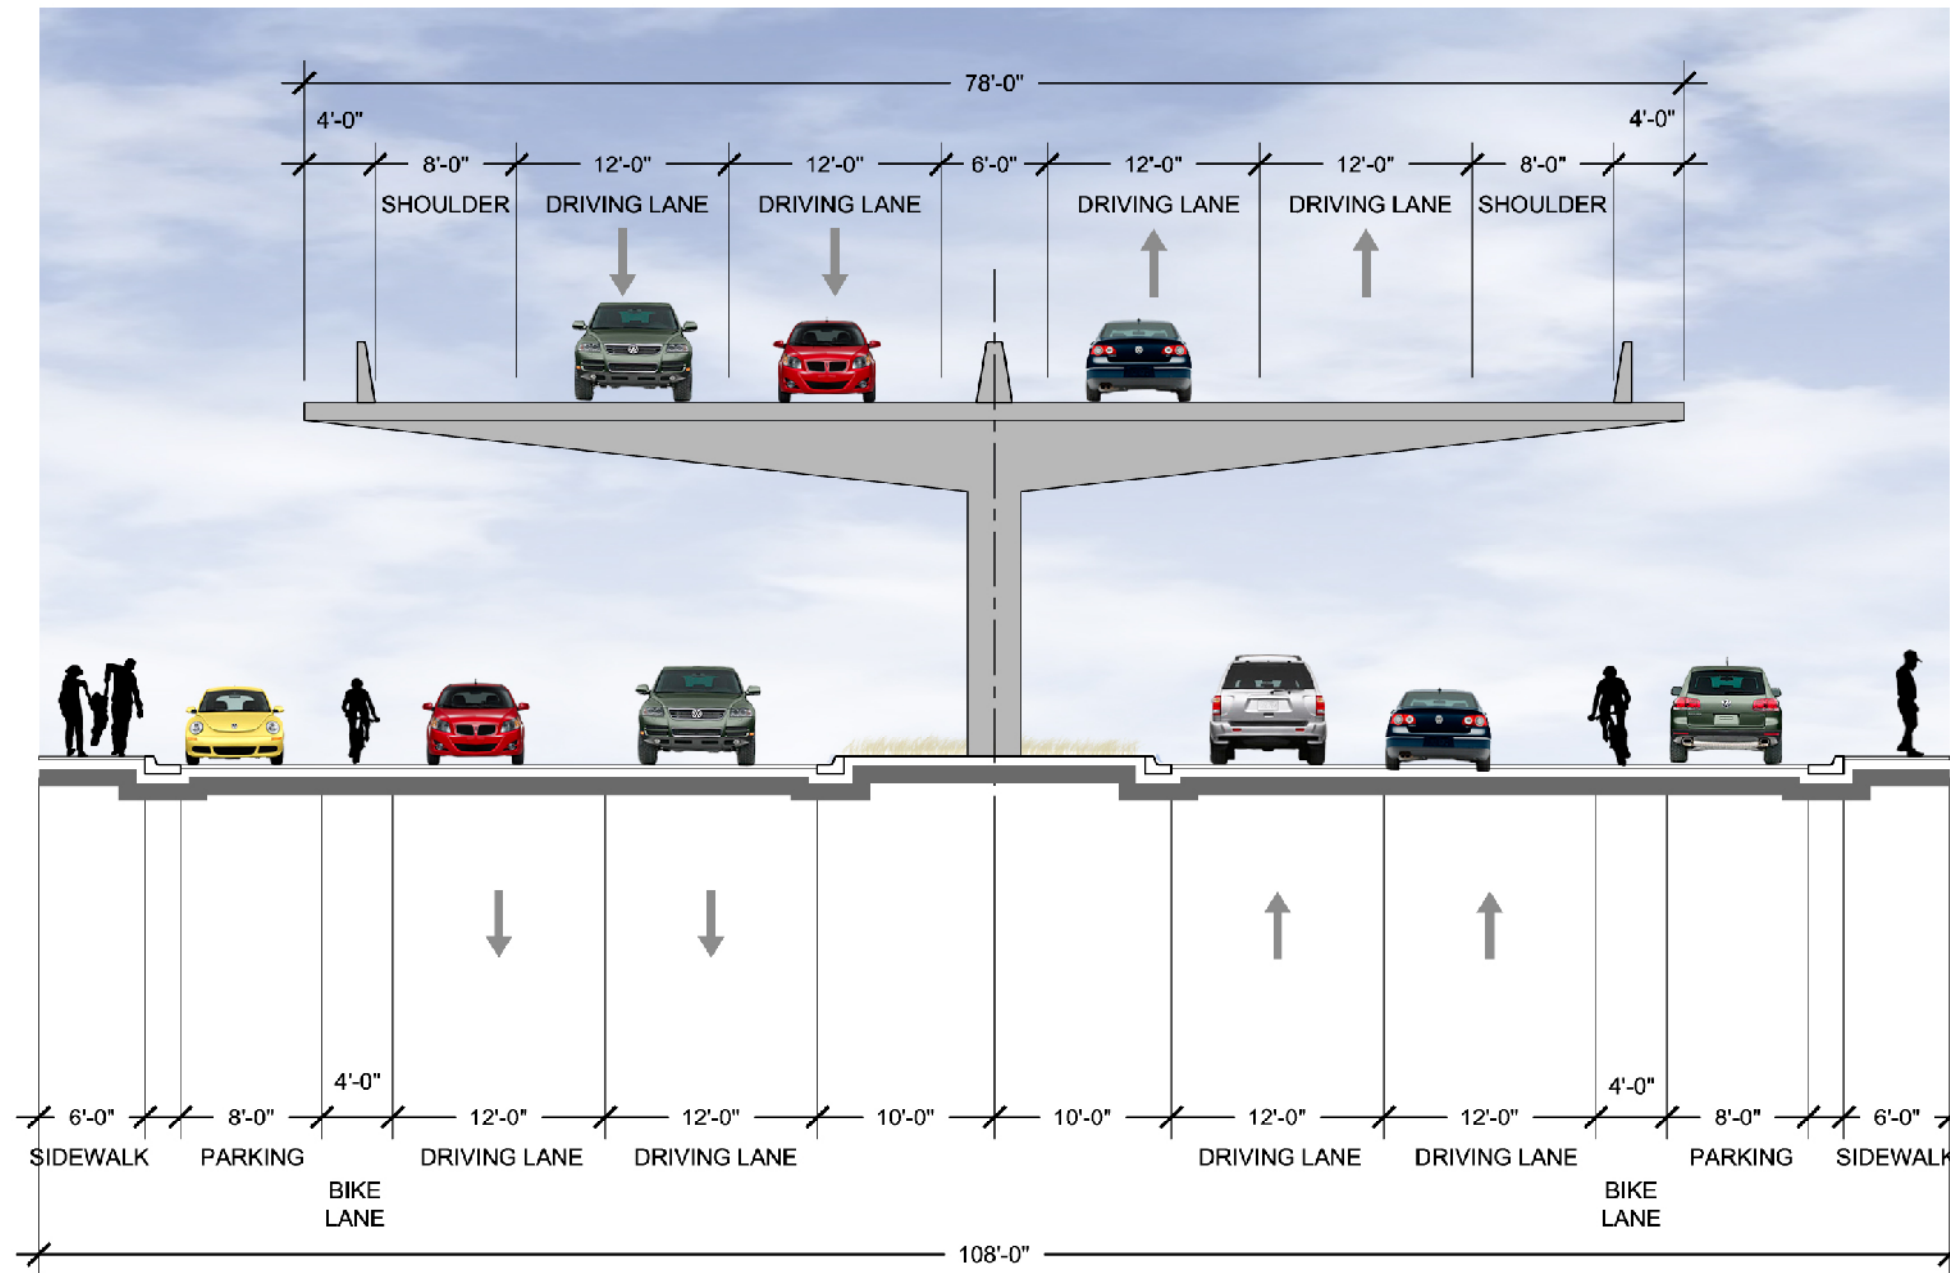 78'-0"
4'-0" 4'-0"
8'-0" 12'-0" 12'-0" 6'-0" 12'-0" 12'-0" 8'-0"
SHOULDER DRIVING LANE DRIVING LANE DRIVING LANE DRIVING LANE SHOULDER
4'-0" 4'-0"
6'-0" 8'-0" 12'-0" 12'-0" 10'-0" 10'-0" 12'-0" 12'-0" 8'-0" 6'-0"
SIDEWALK PARKING DRIVING LANE DRIVING LANE DRIVING LANE DRIVING LANE PARKING SIDEWALK
BIKE BIKE
LANE LANE
108'-0"